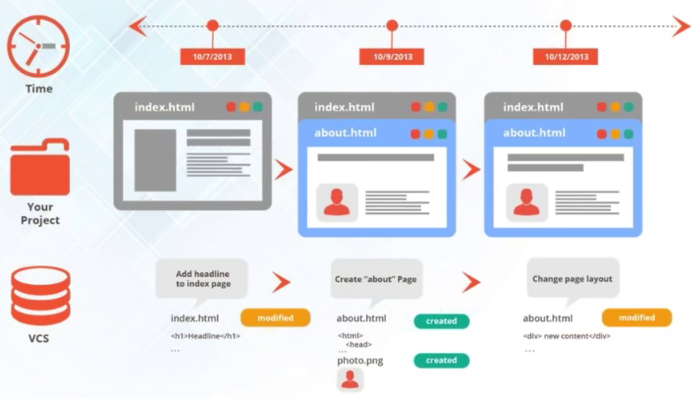 10/7/2013
10/9/2013
10/12/2013
Time
index.html
index.html
about.html
index.html
about.html
Your
Project
Add headline
to index page
Create "about" Page
Change page layout
VCS
index.html
modified
<h1>Headline</h1>
...
about.html
created
<html>
<head>
...
photo.png
created
about.html
modified
<div> new content</div>
...